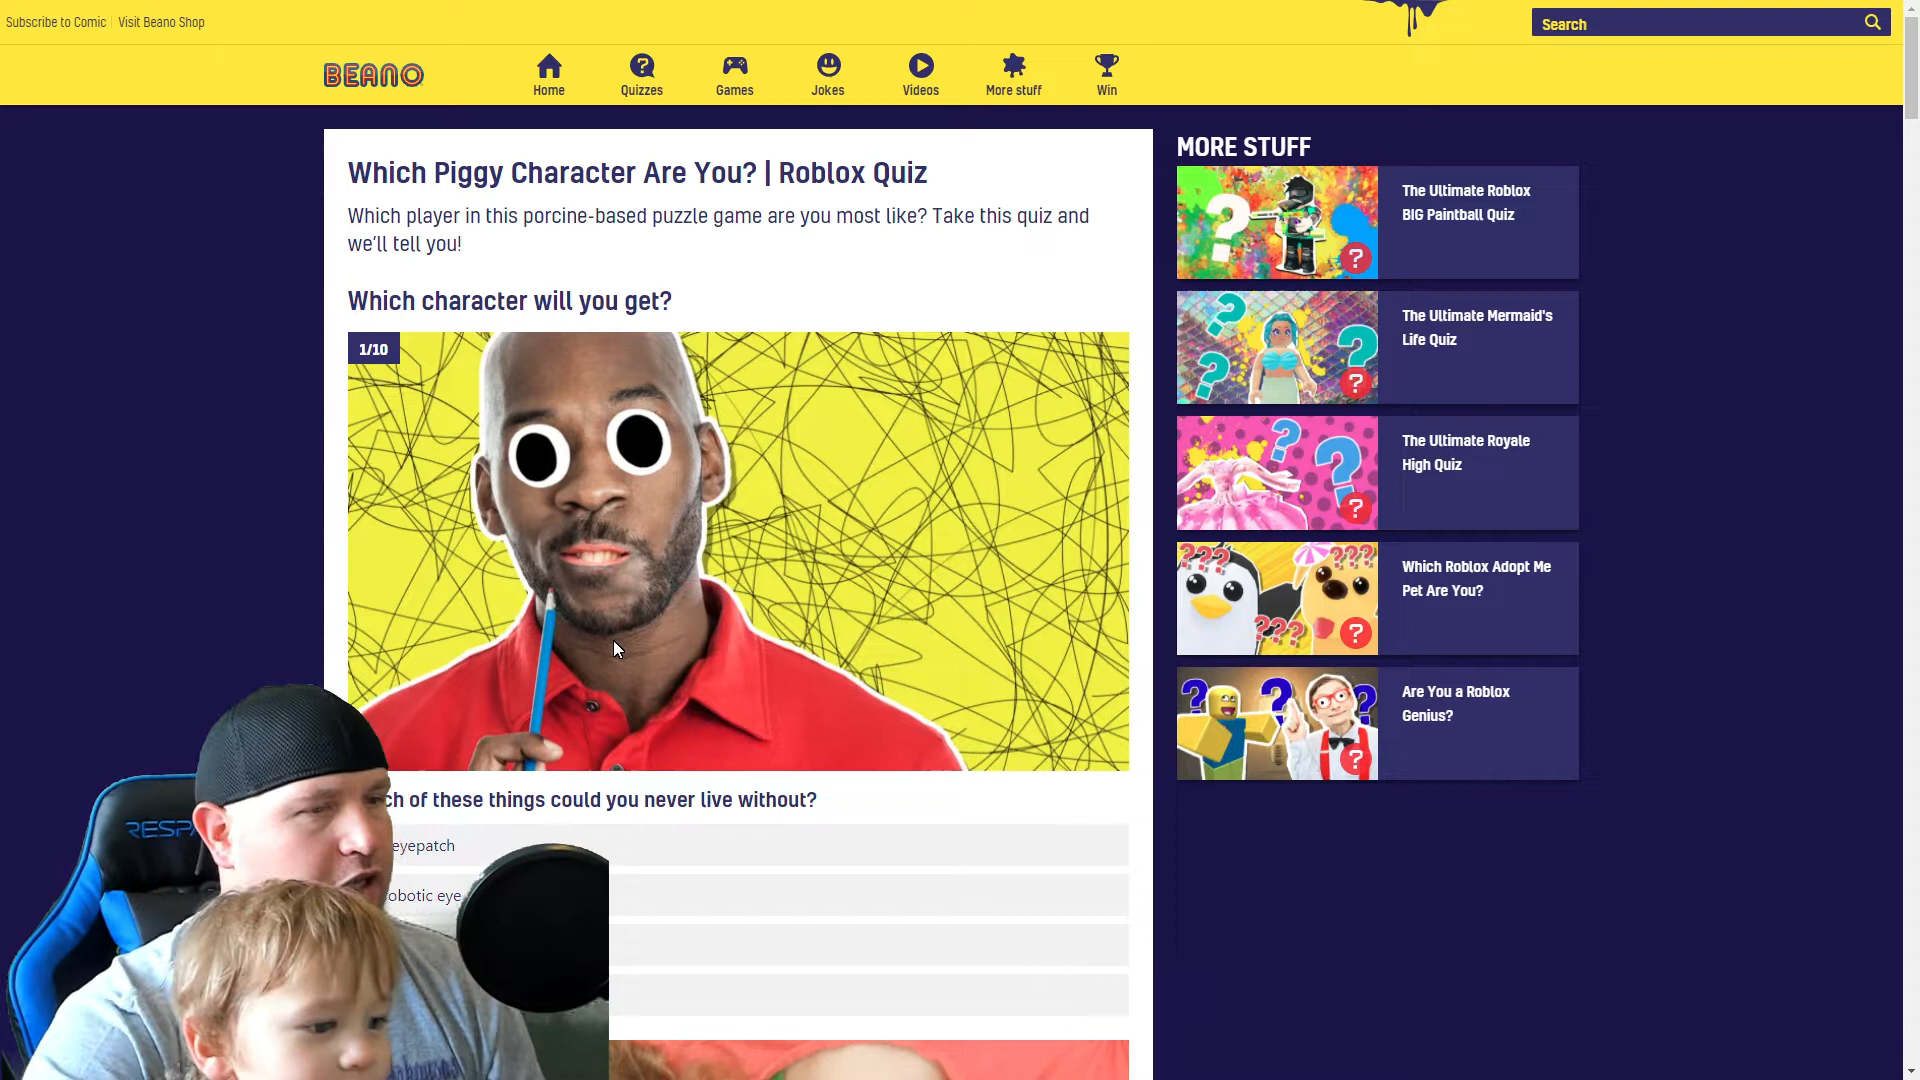 Subscribe to Comic
Visit Beano Shop
Search
BEANO
Home
Quizzes
Games
Jokes
Videos
More stuff
Win
Which Piggy Character Are You? | Roblox Quiz
Which player in this porcine-based puzzle game are you most like? Take this quiz and
we'll tell you!
Which character will you get?
1/10
of these things could you never live without?
eyepatch
eye
MORE STUFF
The Ultimate Roblox
BIG Paintball Quiz
The Ultimate Mermaid's
Life Quiz
The Ultimate Royale
High Quiz
Which Roblox Adopt Me
Pet Are You?
Are You a Roblox
Genius?